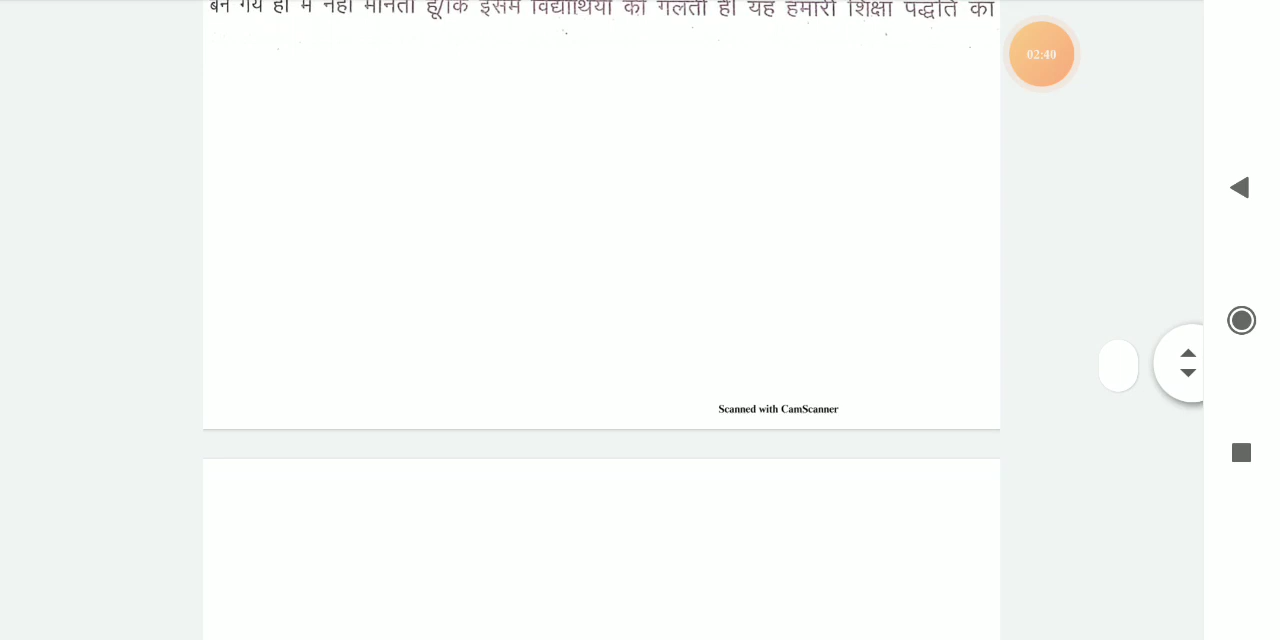 बन गये हो मैं नहीं मानता हूँ/कि इसमें विद्यार्थियों की गलती हो यह हमारी शिक्षा पद्धति का
02:40
Scanned with CamScanner